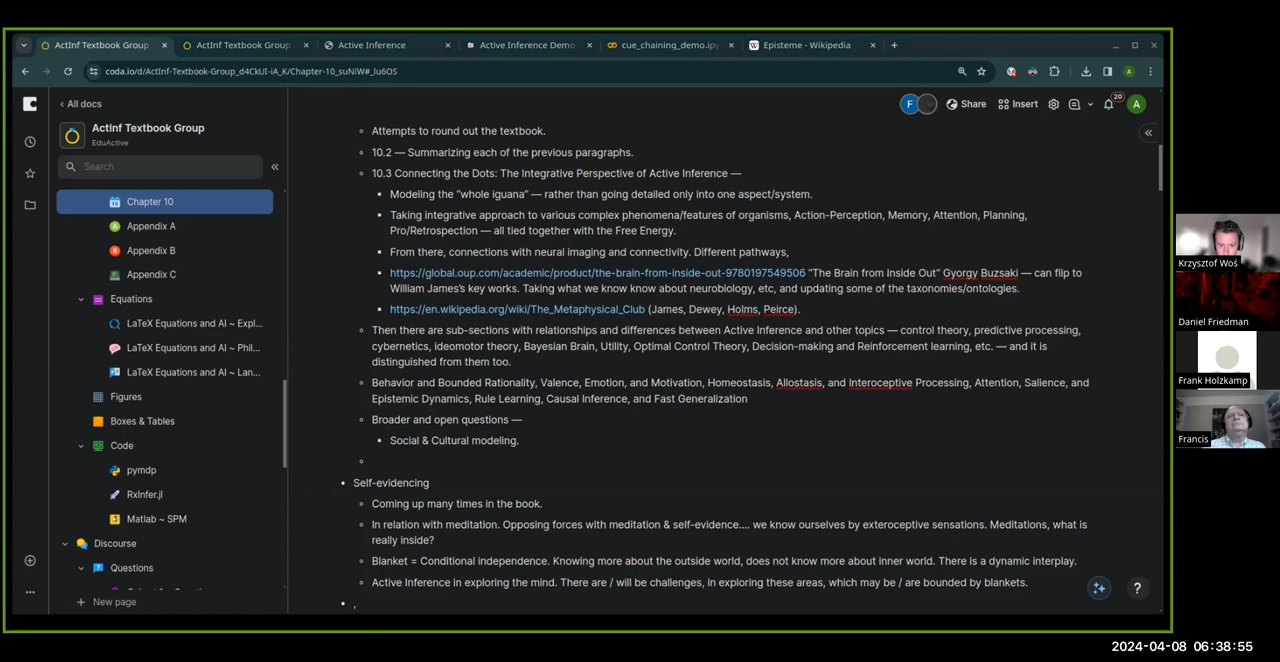 ActInf Textbook Group
ActInf Textbook Group
Active Inference
Active Inference Demo
cue_chaining_demo.ipy
Episteme - Wikipedia
coda.io/d/ActInf-Textbook-Group_d4CkUI-iA_K/Chapter-10_suNiW#_lu6OS
All docs
ActInf Textbook Group
EduActive
Search
Chapter 10
Appendix A
Appendix B
Appendix C
Equations
LaTeX Equations and AI ~ Expl...
LaTeX Equations and AI ~ Phil...
LaTeX Equations and AI ~ Lan...
Figures
Boxes & Tables
Code
pymdp
RxInfer.jl
Matlab ~ SPM
Discourse
Questions
New page
F
Share
Insert
20
A
Attempts to round out the textbook.
10.2 — Summarizing each of the previous paragraphs.
10.3 Connecting the Dots: The Integrative Perspective of Active Inference —
Modeling the "whole iguana" — rather than going detailed only into one aspect/system.
Taking integrative approach to various complex phenomena/features of organisms, Action-Perception, Memory, Attention, Planning,
Pro/Retrospection — all tied together with the Free Energy.
From there, connections with neural imaging and connectivity. Different pathways,
https://global.oup.com/academic/product/the-brain-from-inside-out-9780197549506 "The Brain from Inside Out" Gyorgy Buzsaki — can flip to
William James's key works. Taking what we know know about neurobiology, etc, and updating some of the taxonomies/ontologies.
https://en.wikipedia.org/wiki/The_Metaphysical_Club (James, Dewey, Holms, Peirce).
Then there are sub-sections with relationships and differences between Active Inference and other topics — control theory, predictive processing,
cybernetics, ideomotor theory, Bayesian Brain, Utility, Optimal Control Theory, Decision-making and Reinforcement learning, etc. — and it is
distinguished from them too.
Behavior and Bounded Rationality, Valence, Emotion, and Motivation, Homeostasis, Allostasis, and Interoceptive Processing, Attention, Salience, and
Epistemic Dynamics, Rule Learning, Causal Inference, and Fast Generalization
Broader and open questions —
Social & Cultural modeling.
Self-evidencing
Coming up many times in the book.
In relation with meditation. Opposing forces with meditation & self-evidence.... we know ourselves by exteroceptive sensations. Meditations, what is
really inside?
Blanket = Conditional independence. Knowing more about the outside world, does not know more about inner world. There is a dynamic interplay.
Active Inference in exploring the mind. There are / will be challenges, in exploring these areas, which may be / are bounded by blankets.
,
Krzysztof Woś
Daniel Friedman
Frank Holzkamp
Francis
2024-04-08 06:38:55